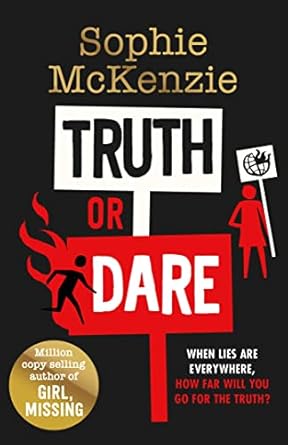 Sophie
McKenzie
TRUTH
OR
DARE
WHEN LIES ARE
EVERYWHERE,
HOW FAR WILL YOU
GO FOR THE TRUTH?
Million
copy selling
author of
GIRL,
MISSING